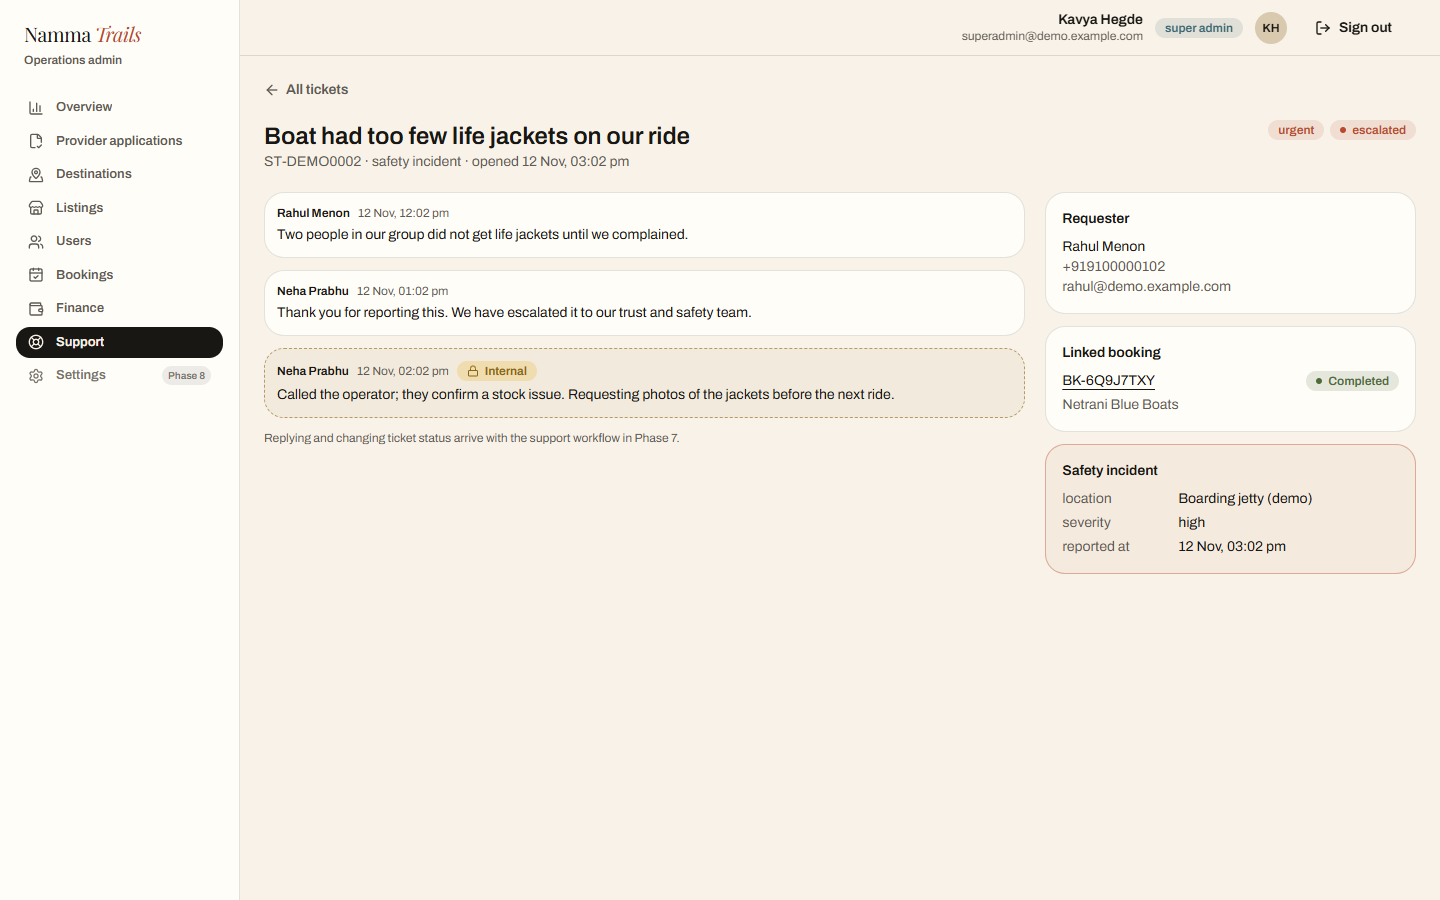 Namma Trails
Operations admin
Overview
Provider applications
Destinations
Listings
Users
Bookings
Finance
Support
Settings Phase 8
Kavya Hegde
superadmin@demo.example.com
super admin
KH
Sign out
All tickets
Boat had too few life jackets on our ride
ST-DEMO0002 · safety incident · opened 12 Nov, 03:02 pm
urgent
escalated
Rahul Menon 12 Nov, 12:02 pm
Two people in our group did not get life jackets until we complained.
Neha Prabhu 12 Nov, 01:02 pm
Thank you for reporting this. We have escalated it to our trust and safety team.
Neha Prabhu 12 Nov, 02:02 pm Internal
Called the operator; they confirm a stock issue. Requesting photos of the jackets before the next ride.
Replying and changing ticket status arrive with the support workflow in Phase 7.
Requester
Rahul Menon
+919100000102
rahul@demo.example.com
Linked booking
BK-6Q9J7TXY Completed
Netrani Blue Boats
Safety incident
location Boarding jetty (demo)
severity high
reported at 12 Nov, 03:02 pm